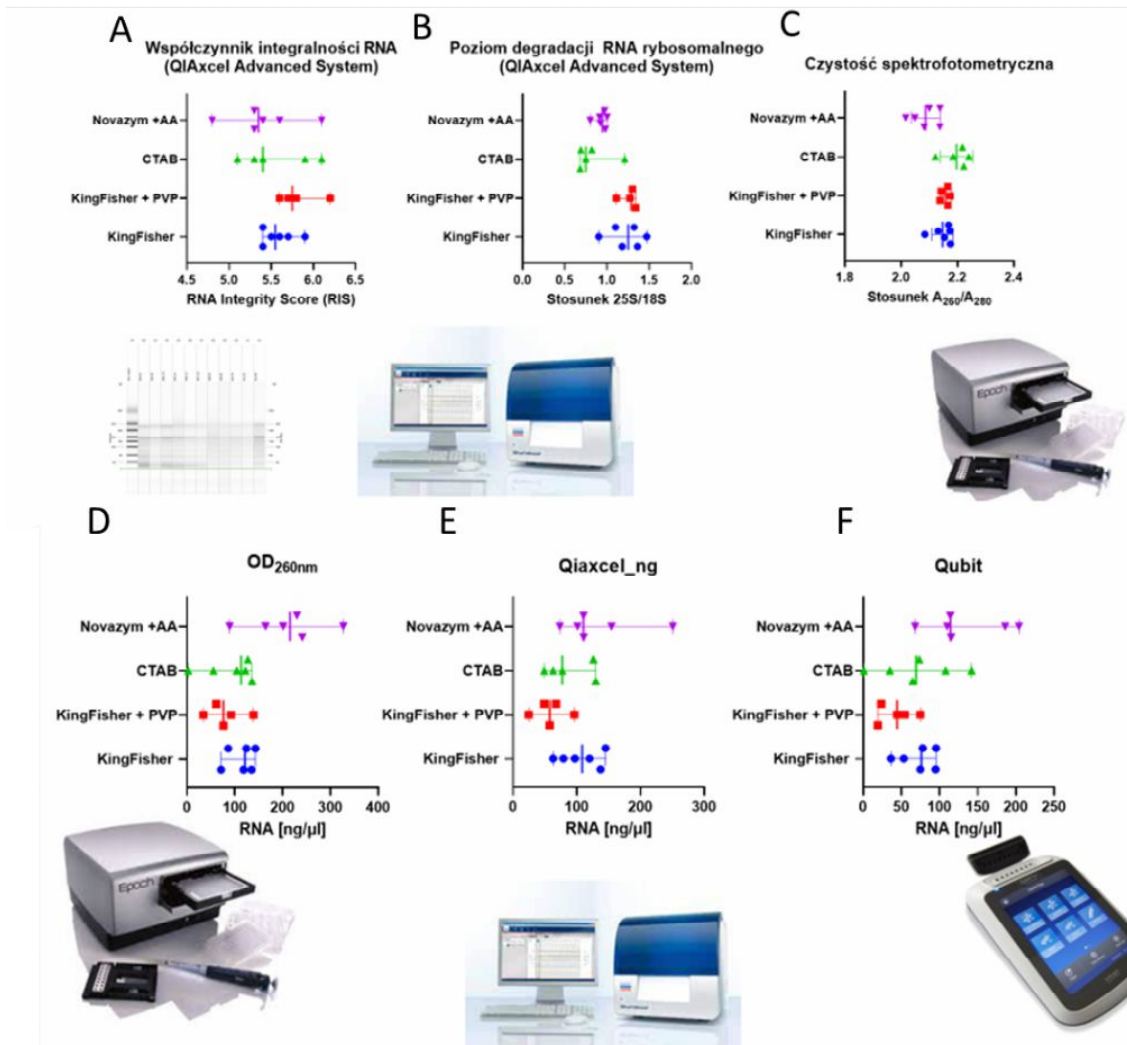 A
Współczynnik integralności RNA
(QIAxcel Advanced System)
Novazym +AA
CTAB
KingFisher + PVP
KingFisher
4.5 5.0 5.5 6.0 6.5
RNA Integrity Score (RIS)
B
Poziom degradacji RNA rybosomalnego
(QIAxcel Advanced System)
Novazym +AA
CTAB
KingFisher + PVP
KingFisher
0.0 0.5 1.0 1.5 2.0
Stosunek 25S/18S
C
Czystość spektrofotometryczna
Novazym +AA
CTAB
KingFisher + PVP
KingFisher
1.8 2.0 2.2 2.4
Stosunek A260/A280
Epoch
D
OD260nm
Novazym +AA
CTAB
KingFisher + PVP
KingFisher
0 100 200 300 400
RNA [ng/µl]
Epoch
E
Qiaxcel_ng
Novazym +AA
CTAB
KingFisher + PVP
KingFisher
0 100 200 300
RNA [ng/µl]
F
Qubit
Novazym +AA
CTAB
KingFisher + PVP
KingFisher
0 50 100 150 200 250
RNA [ng/µl]